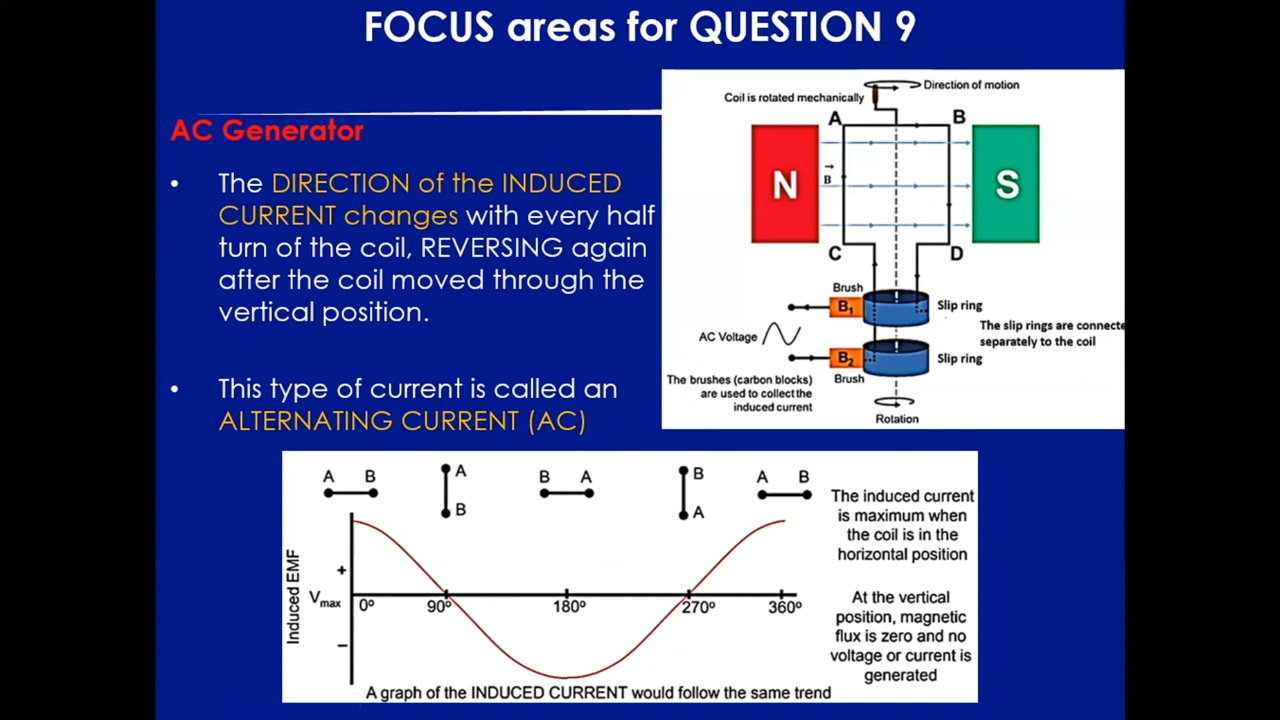 FOCUS areas for QUESTION 9
AC Generator
• The DIRECTION of the INDUCED
CURRENT changes with every half
turn of the coil, REVERSING again
after the coil moved through the
vertical position.
• This type of current is called an
ALTERNATING CURRENT (AC)
Direction of motion
Coil is rotated mechanically
A
B
N
B
S
C
D
Brush
B1
Slip ring
The slip rings are connecte
separately to the coil
AC Voltage
B2
Slip ring
Brush
The brushes (carbon blocks)
are used to collect the
induced current
Rotation
A B
A
B
B A
B
A
A B
Induced EMF
+
Vmax
−
0º 90º 180º 270º 360º
A graph of the INDUCED CURRENT would follow the same trend
The induced current
is maximum when
the coil is in the
horizontal position
At the vertical
position, magnetic
flux is zero and no
voltage or current is
generated